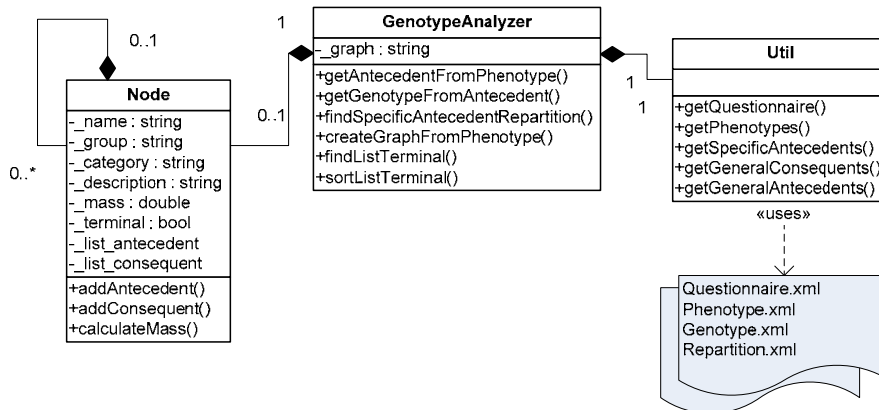 0..1
0..*
Node
-_name : string
-_group : string
-_category : string
-_description : string
-_mass : double
-_terminal : bool
-_list_antecedent
-_list_consequent
+addAntecedent()
+addConsequent()
+calculateMass()
1
0..1
GenotypeAnalyzer
-_graph : string
+getAntecedentFromPhenotype()
+getGenotypeFromAntecedent()
+findSpecificAntecedentRepartition()
+createGraphFromPhenotype()
+findListTerminal()
+sortListTerminal()
1
1
Util
+getQuestionnaire()
+getPhenotypes()
+getSpecificAntecedents()
+getGeneralConsequents()
+getGeneralAntecedents()
«uses»
Questionnaire.xml
Phenotype.xml
Genotype.xml
Repartition.xml